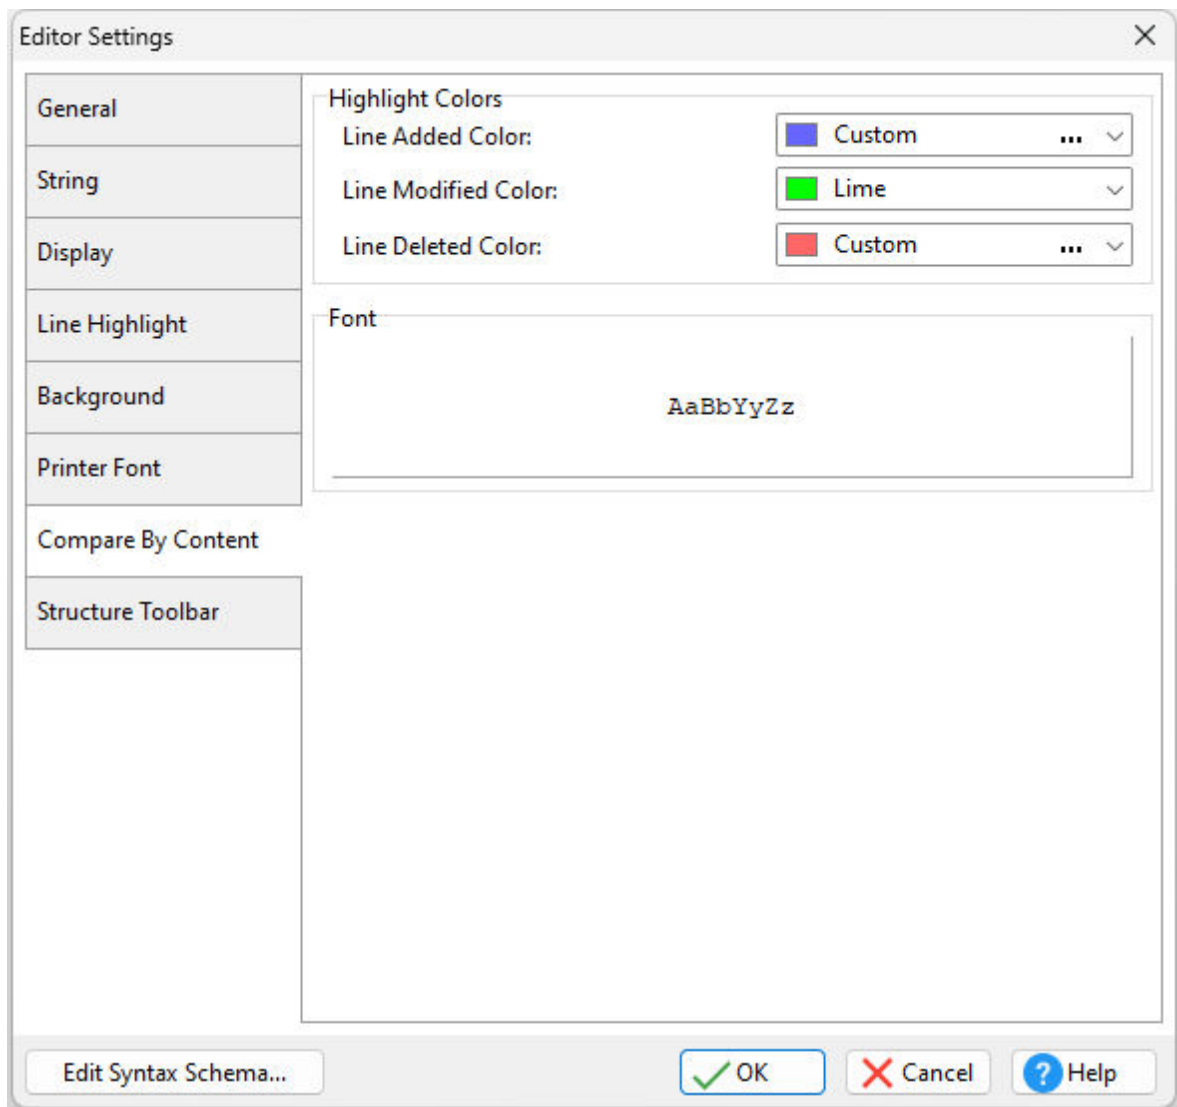 Editor Settings
General
String
Display
Line Highlight
Background
Printer Font
Compare By Content
Structure Toolbar
Highlight Colors
Line Added Color: Custom ...
Line Modified Color: Lime
Line Deleted Color: Custom ...
Font
AaBbYyZz
Edit Syntax Schema... OK Cancel ? Help